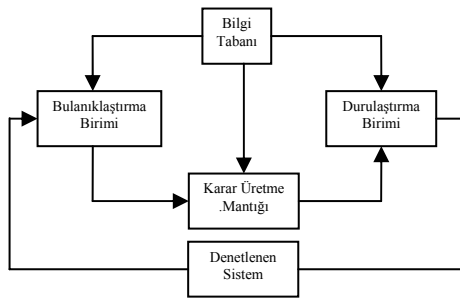 Bilgi
Tabanı
Bulanıklaştırma
Birimi
Durulaştırma
Birimi
Karar Üretme
.Mantığı
Denetlenen
Sistem